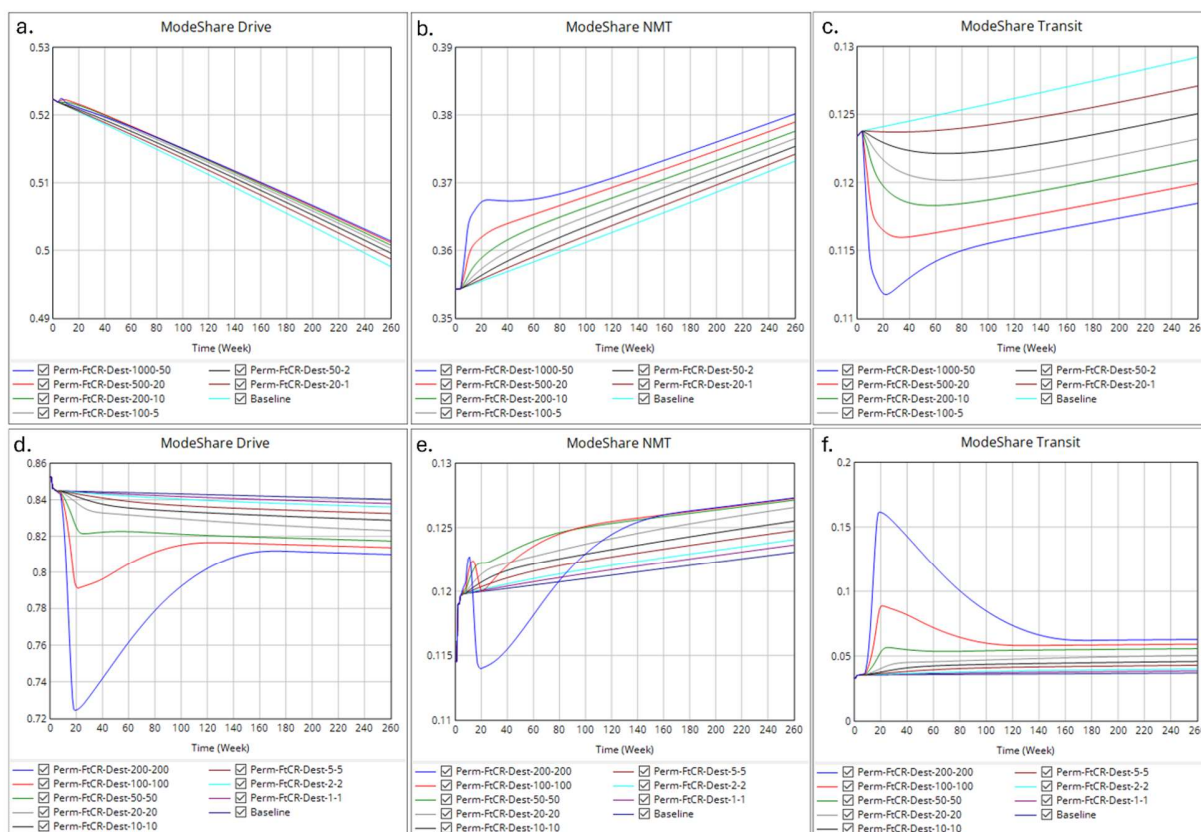 a.
ModeShare Drive
0.53
0.52
0.51
0.5
0.49
0 20 40 60 80 100 120 140 160 180 200 220 240 260
Time (Week)
Perm-FtCR-Dest-1000-50 Perm-FtCR-Dest-50-2
Perm-FtCR-Dest-500-20 Perm-FtCR-Dest-20-1
Perm-FtCR-Dest-200-10 Baseline
Perm-FtCR-Dest-100-5
b.
ModeShare NMT
0.39
0.38
0.37
0.36
0.35
0 20 40 60 80 100 120 140 160 180 200 220 240 260
Time (Week)
Perm-FtCR-Dest-1000-50 Perm-FtCR-Dest-50-2
Perm-FtCR-Dest-500-20 Perm-FtCR-Dest-20-1
Perm-FtCR-Dest-200-10 Baseline
Perm-FtCR-Dest-100-5
c.
ModeShare Transit
0.13
0.125
0.12
0.115
0.11
0 20 40 60 80 100 120 140 160 180 200 220 240 260
Time (Week)
Perm-FtCR-Dest-1000-50 Perm-FtCR-Dest-50-2
Perm-FtCR-Dest-500-20 Perm-FtCR-Dest-20-1
Perm-FtCR-Dest-200-10 Baseline
Perm-FtCR-Dest-100-5
d.
ModeShare Drive
0.86
0.84
0.82
0.8
0.78
0.76
0.74
0.72
0 20 40 60 80 100 120 140 160 180 200 220 240 260
Time (Week)
Perm-FtCR-Dest-200-200 Perm-FtCR-Dest-5-5
Perm-FtCR-Dest-100-100 Perm-FtCR-Dest-2-2
Perm-FtCR-Dest-50-50 Perm-FtCR-Dest-1-1
Perm-FtCR-Dest-20-20 Baseline
Perm-FtCR-Dest-10-10
e.
ModeShare NMT
0.13
0.125
0.12
0.115
0.11
0 20 40 60 80 100 120 140 160 180 200 220 240 260
Time (Week)
Perm-FtCR-Dest-200-200 Perm-FtCR-Dest-5-5
Perm-FtCR-Dest-100-100 Perm-FtCR-Dest-2-2
Perm-FtCR-Dest-50-50 Perm-FtCR-Dest-1-1
Perm-FtCR-Dest-20-20 Baseline
Perm-FtCR-Dest-10-10
f.
ModeShare Transit
0.2
0.15
0.1
0.05
0
0 20 40 60 80 100 120 140 160 180 200 220 240 260
Time (Week)
Perm-FtCR-Dest-200-200 Perm-FtCR-Dest-5-5
Perm-FtCR-Dest-100-100 Perm-FtCR-Dest-2-2
Perm-FtCR-Dest-50-50 Perm-FtCR-Dest-1-1
Perm-FtCR-Dest-20-20 Baseline
Perm-FtCR-Dest-10-10